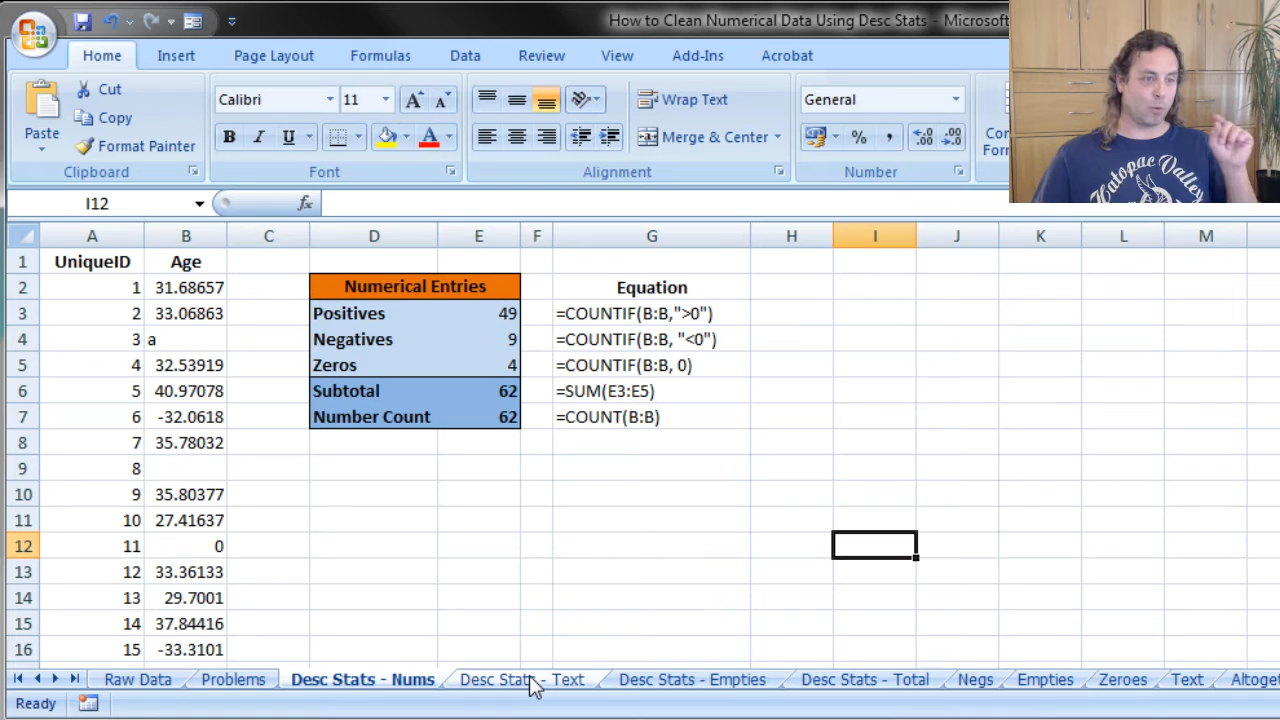 How to Clean Numerical Data Using Desc Stats - Microsoft
Home Insert Page Layout Formulas Data Review View Add-Ins Acrobat
Paste
Cut
Copy
Format Painter
Clipboard
Calibri 11
B I U A A A
Font
Wrap Text
Merge & Center
Alignment
General
% ,
Number
Con
Form
Hutopac Valley
I12 fx
A B C D E F G H I J K L M
1 UniqueID Age
2 1 31.68657 Numerical Entries Equation
3 2 33.06863 Positives 49 =COUNTIF(B:B,">0")
4 3 a Negatives 9 =COUNTIF(B:B, "<0")
5 4 32.53919 Zeros 4 =COUNTIF(B:B, 0)
6 5 40.97078 Subtotal 62 =SUM(E3:E5)
7 6 -32.0618 Number Count 62 =COUNT(B:B)
8 7 35.78032
9 8
10 9 35.80377
11 10 27.41637
12 11 0
13 12 33.36133
14 13 29.7001
15 14 37.84416
16 15 -33.3101
Raw Data Problems Desc Stats - Nums Desc Stats - Text Desc Stats - Empties Desc Stats - Total Negs Empties Zeroes Text Altoget
Ready